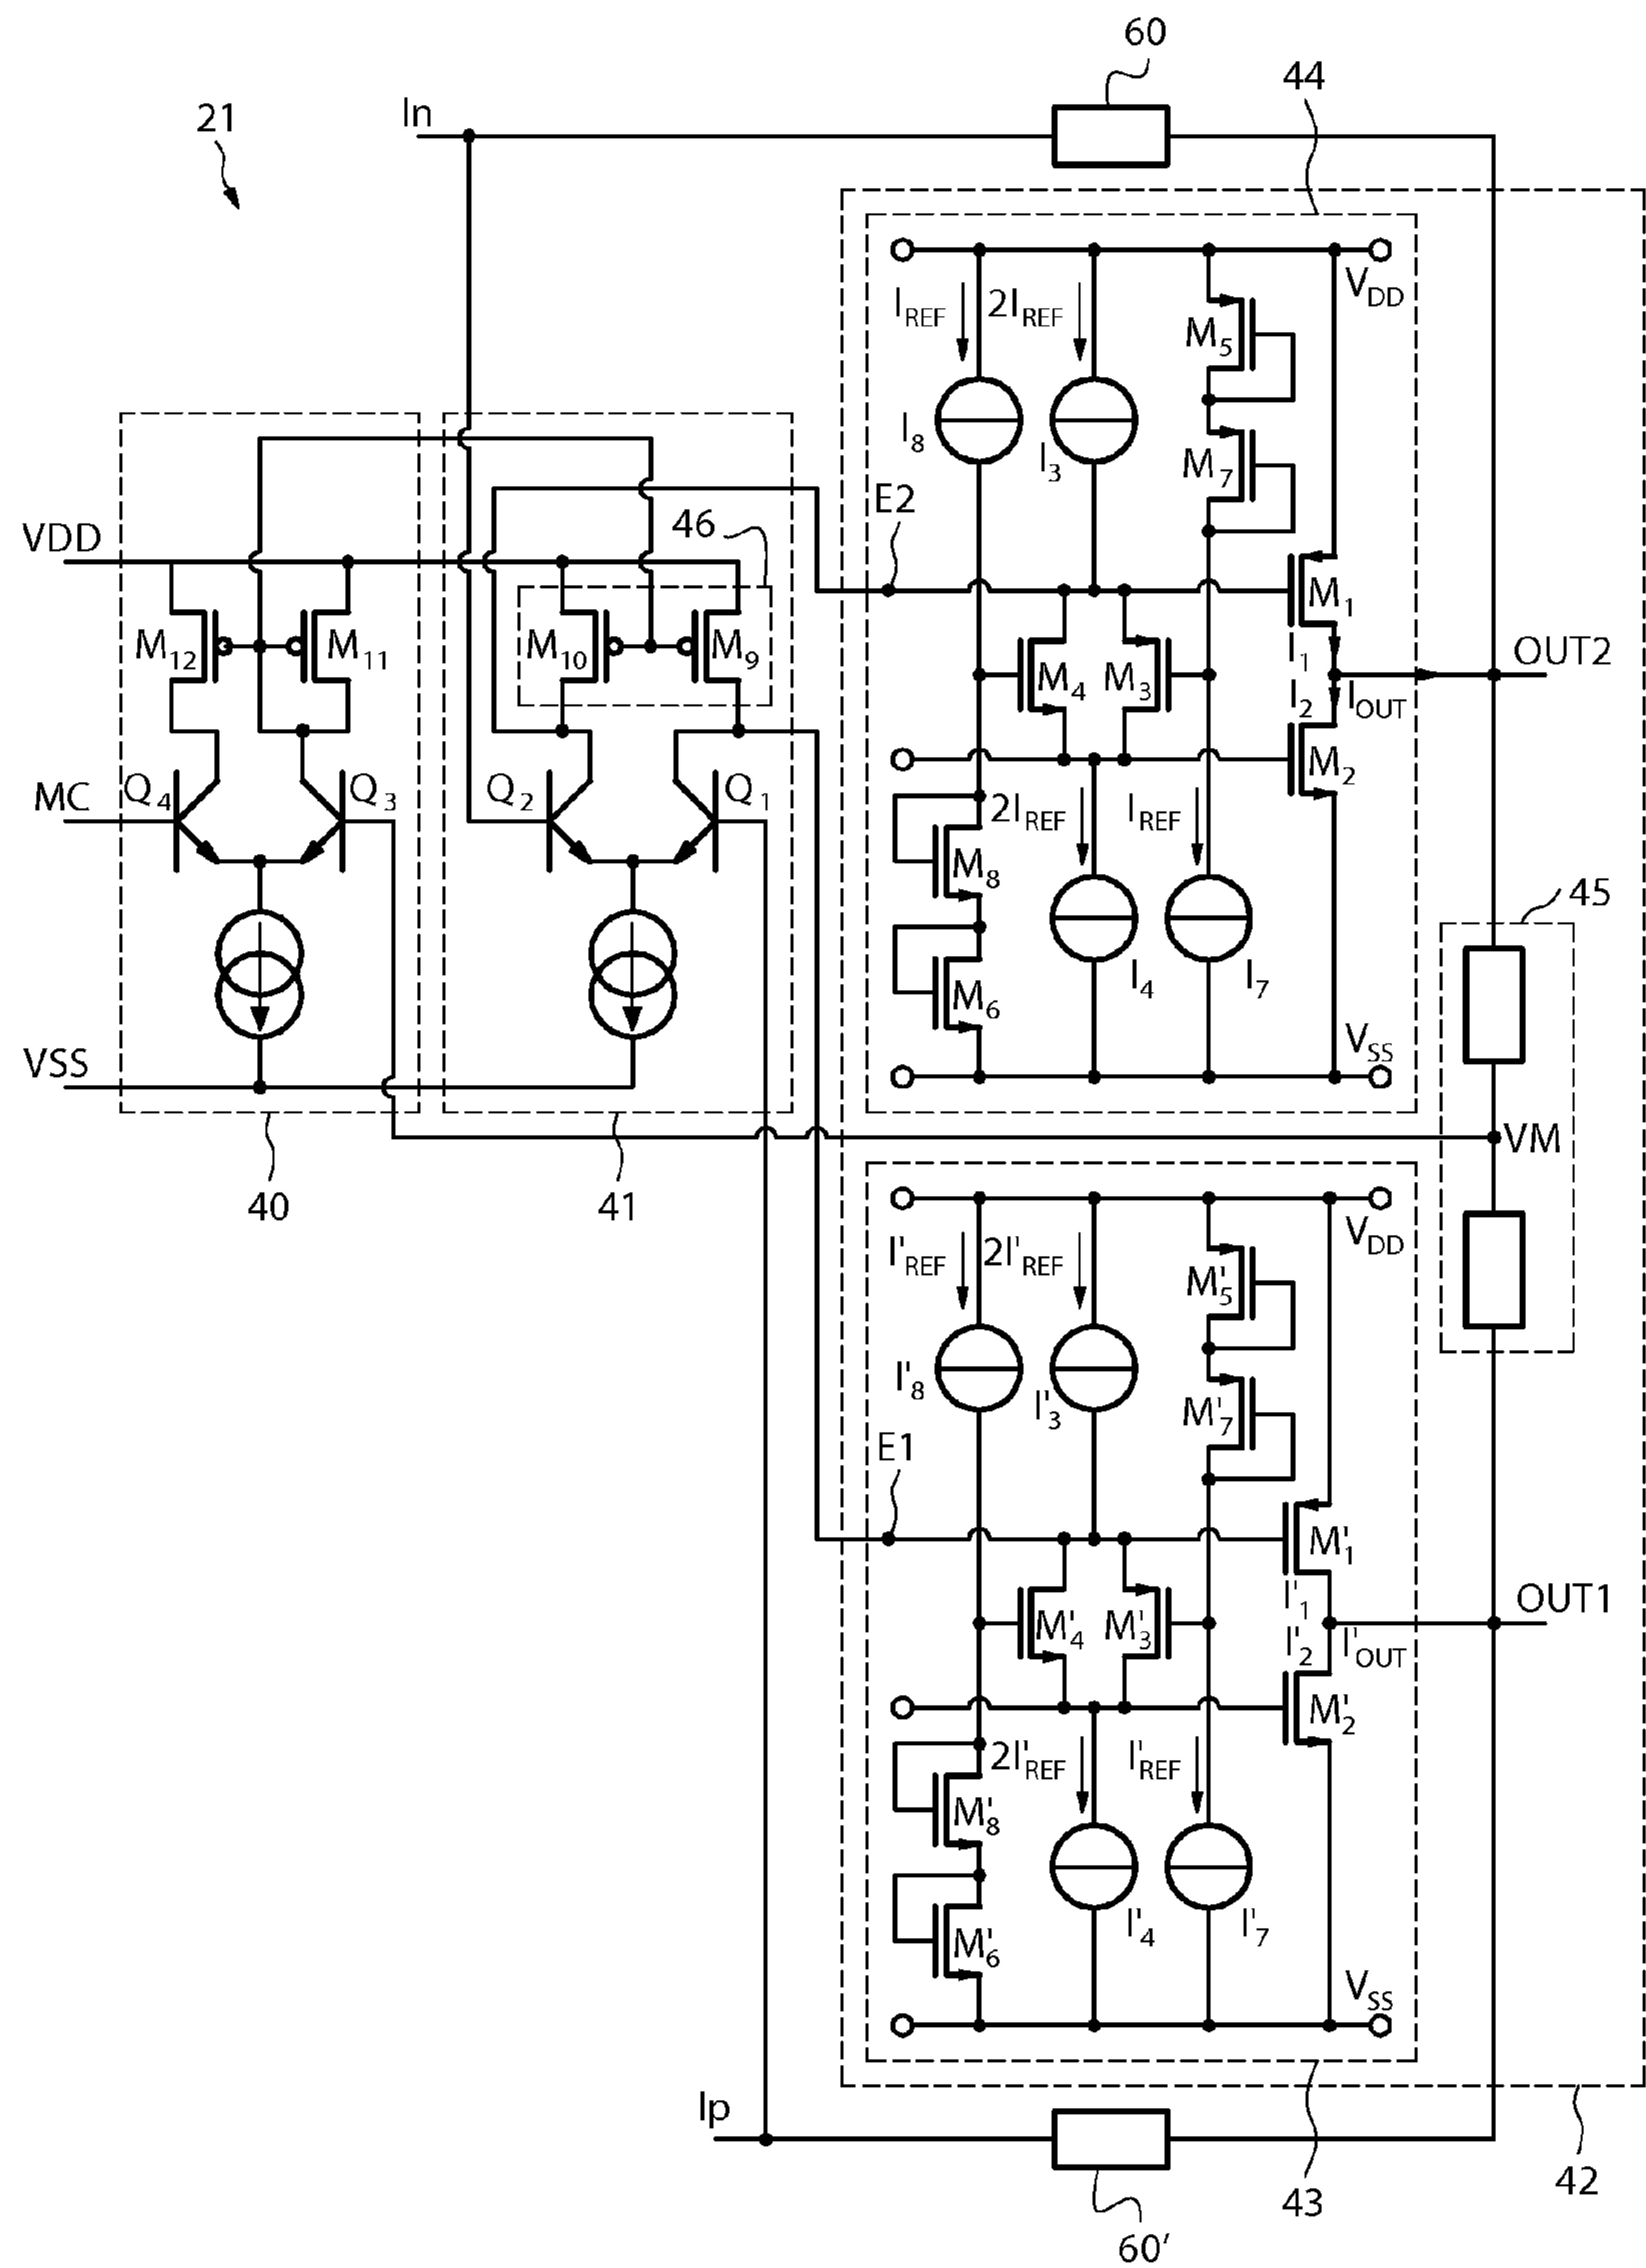 60
44
21
In
V_DD
I_REF
2I_REF
M_5
I_8
I_3
M_7
E2
46
VDD
M_12
M_11
M_10
M_9
M_4
M_3
M_1
I_1
I_2
I_OUT
OUT2
MC
Q_4
Q_3
Q_2
Q_1
M_2
2I_REF
I_REF
M_8
45
M_6
I_4
I_7
V_SS
VSS
VM
40
41
V_DD
I'_REF
2I'_REF
M'_5
I'_8
I'_3
M'_7
E1
M'_1
I'_1
OUT1
M'_4
M'_3
I'_2
I'_OUT
M'_2
2I'_REF
I'_REF
M'_8
M'_6
I'_4
I'_7
V_SS
Ip
42
43
60'